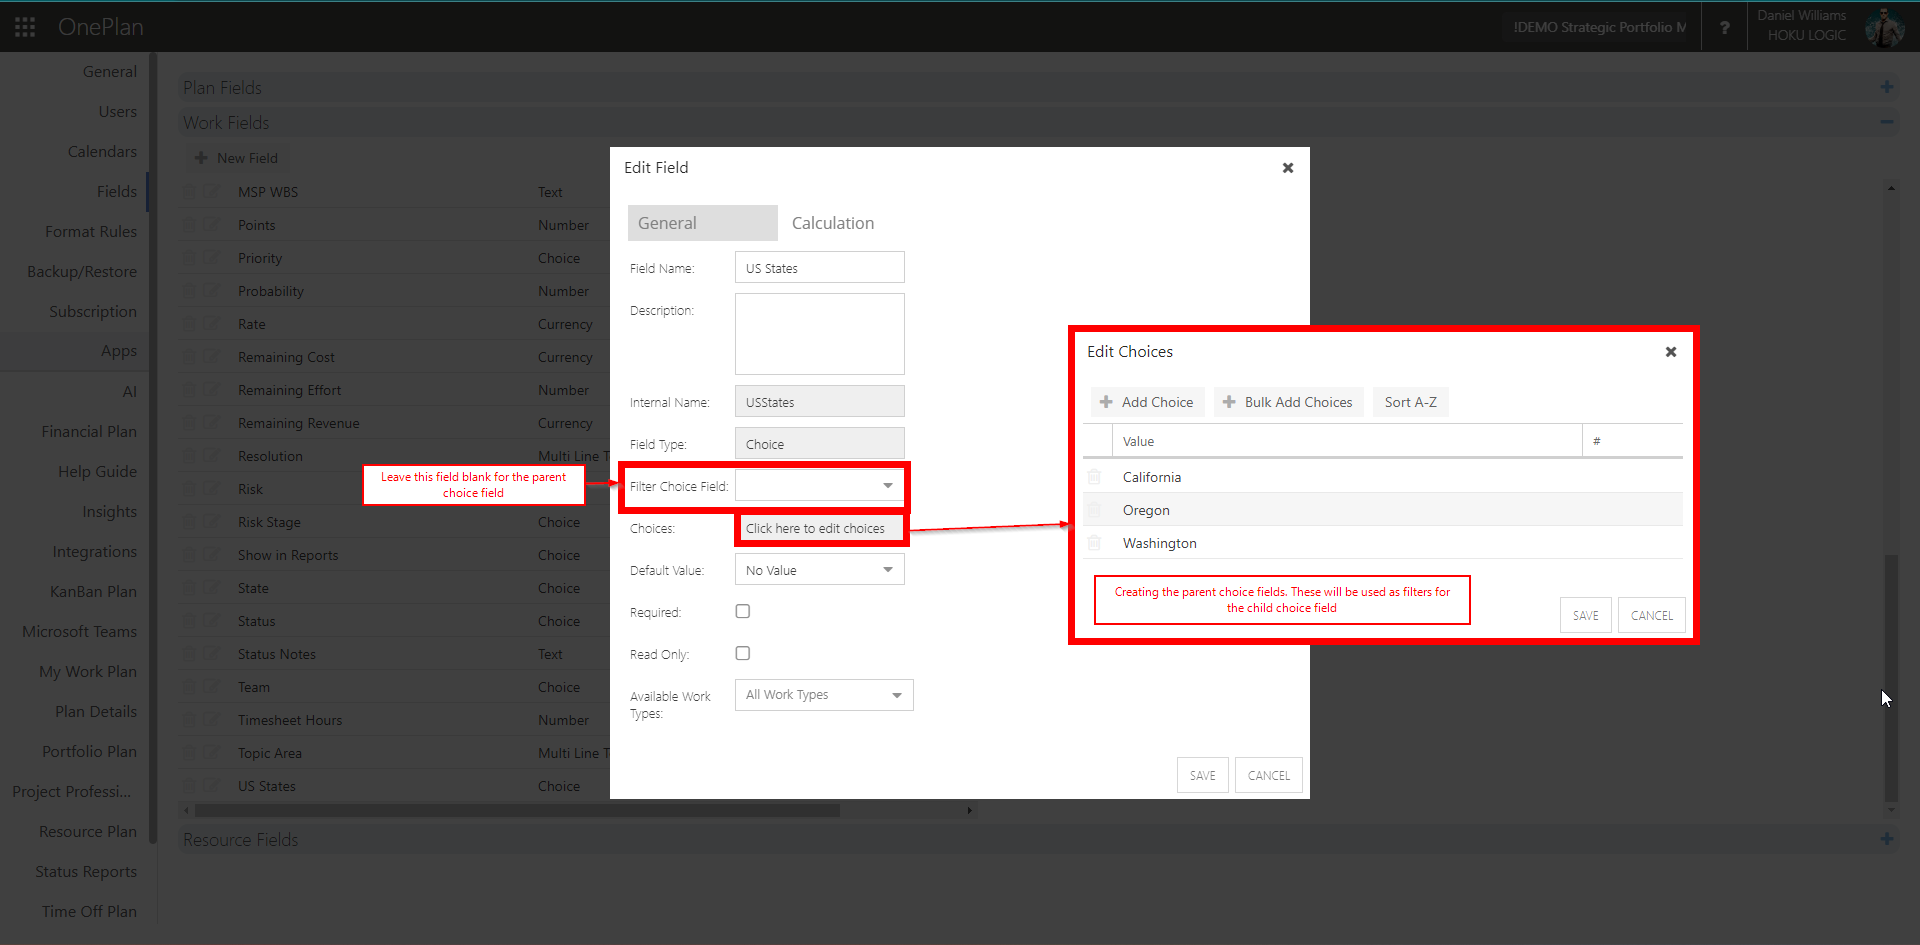 OnePlan
!DEMO Strategic Portfolio M
?
Daniel Williams
HOKU LOGIC
General
Users
Calendars
Fields
Format Rules
Backup/Restore
Subscription
Apps
AI
Financial Plan
Help Guide
Insights
Integrations
KanBan Plan
Microsoft Teams
My Work Plan
Plan Details
Portfolio Plan
Project Professi...
Resource Plan
Status Reports
Time Off Plan
Plan Fields
Work Fields
New Field
MSP WBS Text
Points Number
Priority Choice
Probability Number
Rate Currency
Remaining Cost Currency
Remaining Effort Number
Remaining Revenue Currency
Resolution Multi Line T
Risk
Risk Stage Choice
Show in Reports Choice
State Choice
Status Choice
Status Notes Text
Team Choice
Timesheet Hours Number
Topic Area Multi Line T
US States Choice
Resource Fields
Leave this field blank for the parent
choice field
Edit Field
General Calculation
Field Name: US States
Description:
Internal Name: USStates
Field Type: Choice
Filter Choice Field:
Choices: Click here to edit choices
Default Value: No Value
Required:
Read Only:
Available Work
Types:
All Work Types
SAVE CANCEL
Edit Choices
Add Choice Bulk Add Choices Sort A-Z
Value #
California
Oregon
Washington
Creating the parent choice fields. These will be used as filters for
the child choice field
SAVE CANCEL